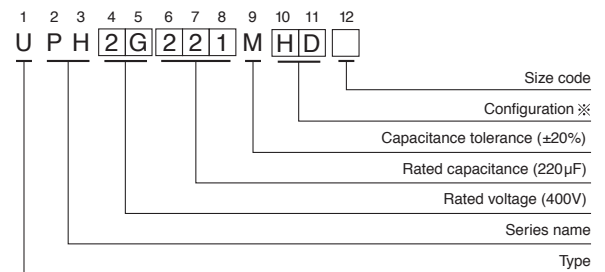 1 2 3 4 5 6 7 8 9 10 11 12
U P H 2 G 2 2 1 M H D
Size code
Configuration ※
Capacitance tolerance (±20%)
Rated capacitance (220μF)
Rated voltage (400V)
Series name
Type